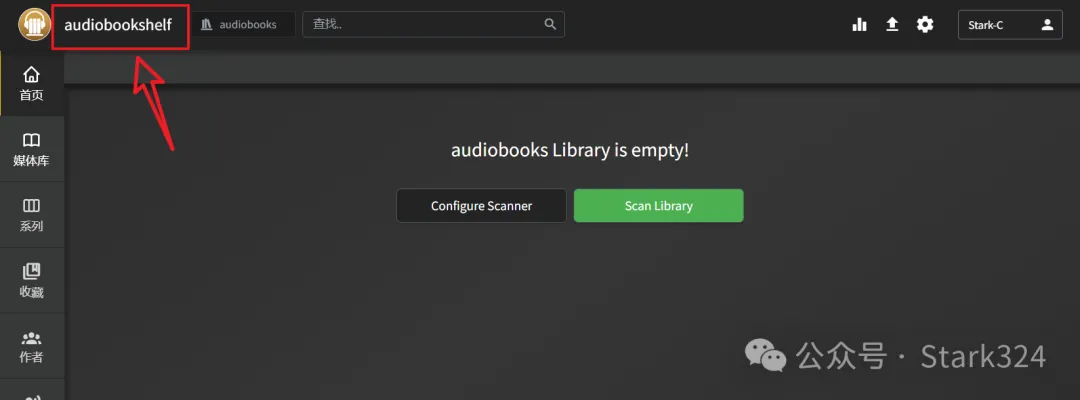 audiobookshelf
audiobooks
查找..
Stark-C
首页
媒体库
系列
收藏
作者
audiobooks Library is empty!
Configure Scanner
Scan Library
公众号 · Stark324